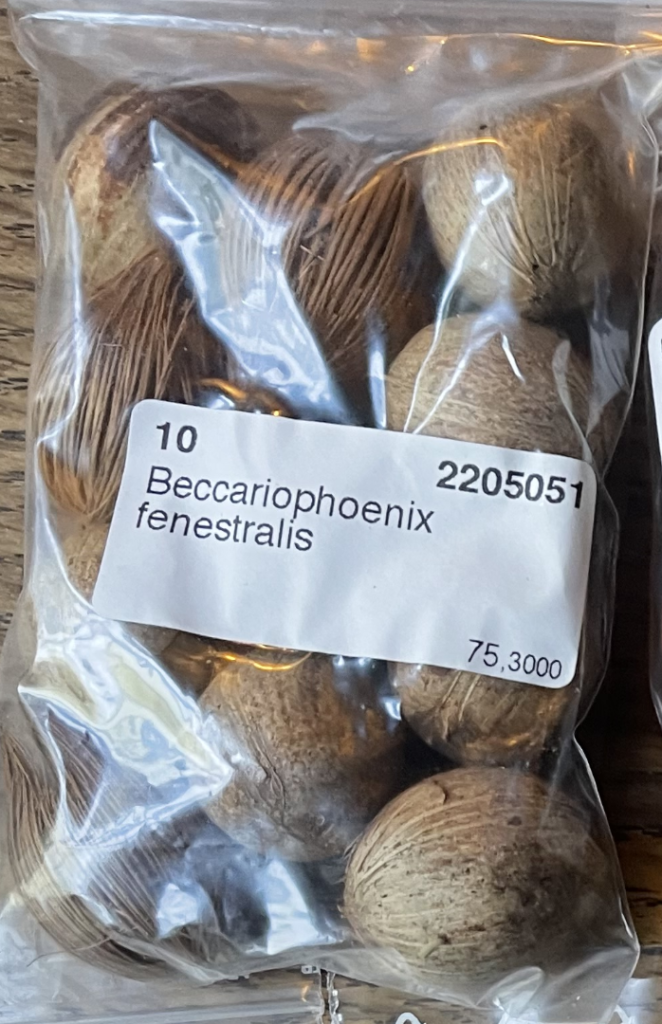 10
2205051
Beccariophoenix
fenestralis
75,3000